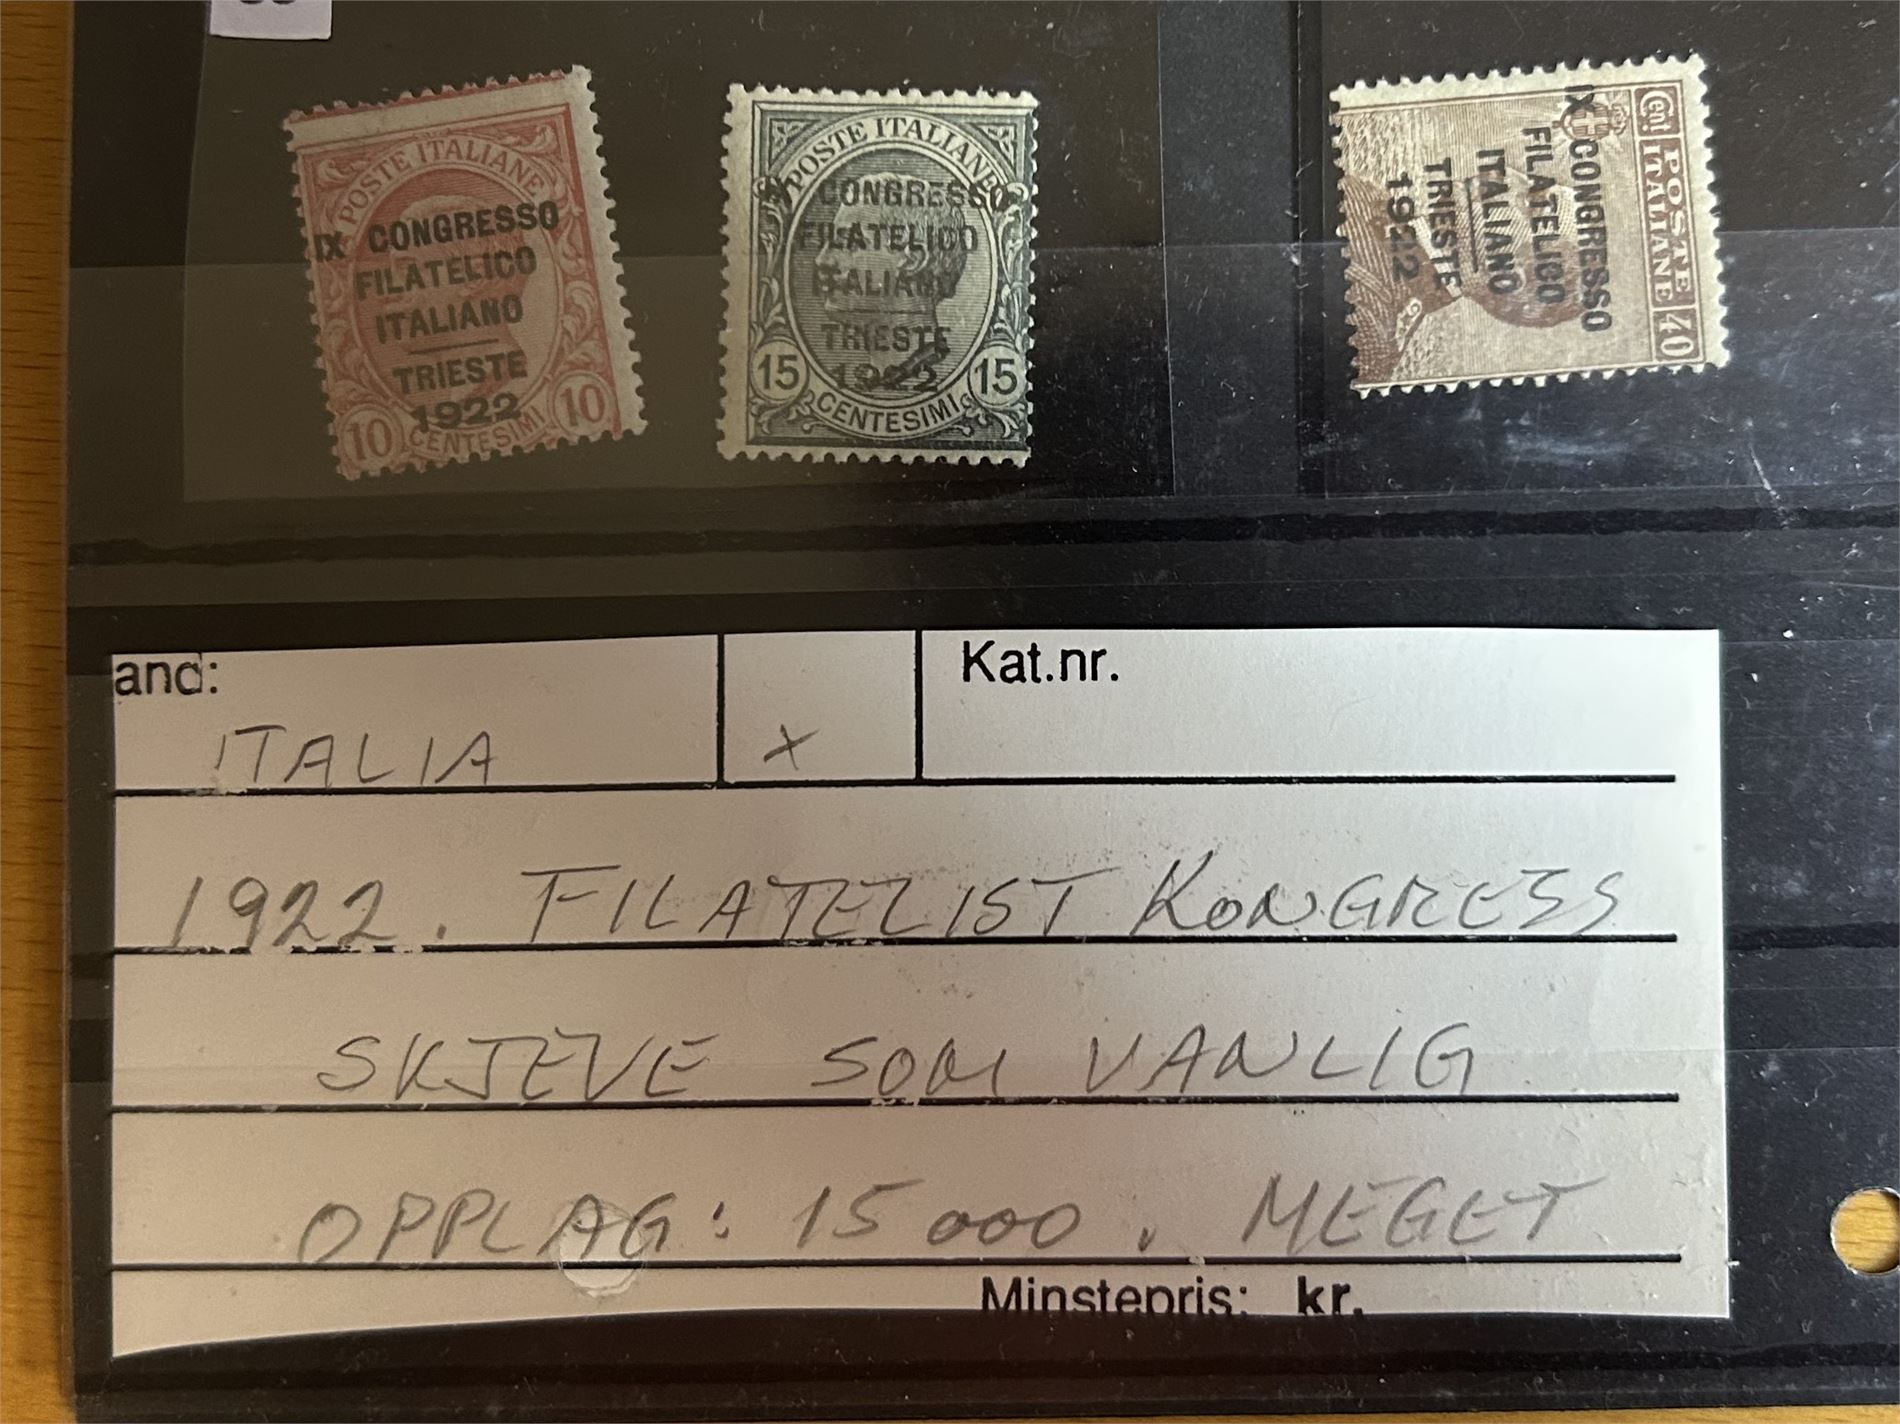 POSTE ITALIANE
IX CONGRESSO
FILATELICO
ITALIANO
TRIESTE
1922
10 CENTESIMI 10
POSTE ITALIANE
IX CONGRESSO
FILATELICO
ITALIANO
TRIESTE
1922
15 15
CENTESIMI
Cent POSTE 40
ITALIANE
IX CONGRESSO
FILATELICO
ITALIANO
TRIESTE
1922
and: Kat.nr.
ITALIA X
1922. FILATELIST KONGRESS
SKJEVE SOM VANLIG
OPPLAG: 15000. MEGET
Minstepris: kr.